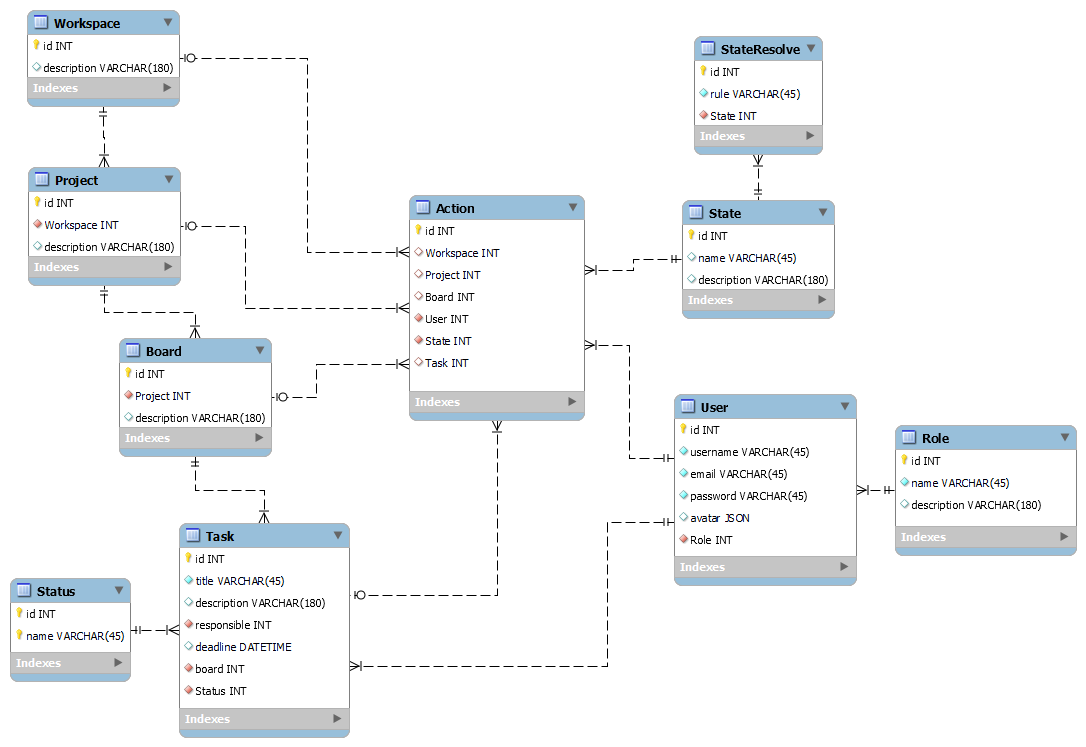 Workspace
id INT
description VARCHAR(180)
Indexes
Project
id INT
Workspace INT
description VARCHAR(180)
Indexes
Board
id INT
Project INT
description VARCHAR(180)
Indexes
Task
id INT
title VARCHAR(45)
description VARCHAR(180)
responsible INT
deadline DATETIME
board INT
Status INT
Indexes
Status
id INT
name VARCHAR(45)
Indexes
Action
id INT
Workspace INT
Project INT
Board INT
User INT
State INT
Task INT
Indexes
StateResolve
id INT
rule VARCHAR(45)
State INT
Indexes
State
id INT
name VARCHAR(45)
description VARCHAR(180)
Indexes
User
id INT
username VARCHAR(45)
email VARCHAR(45)
password VARCHAR(45)
avatar JSON
Role INT
Indexes
Role
id INT
name VARCHAR(45)
description VARCHAR(180)
Indexes